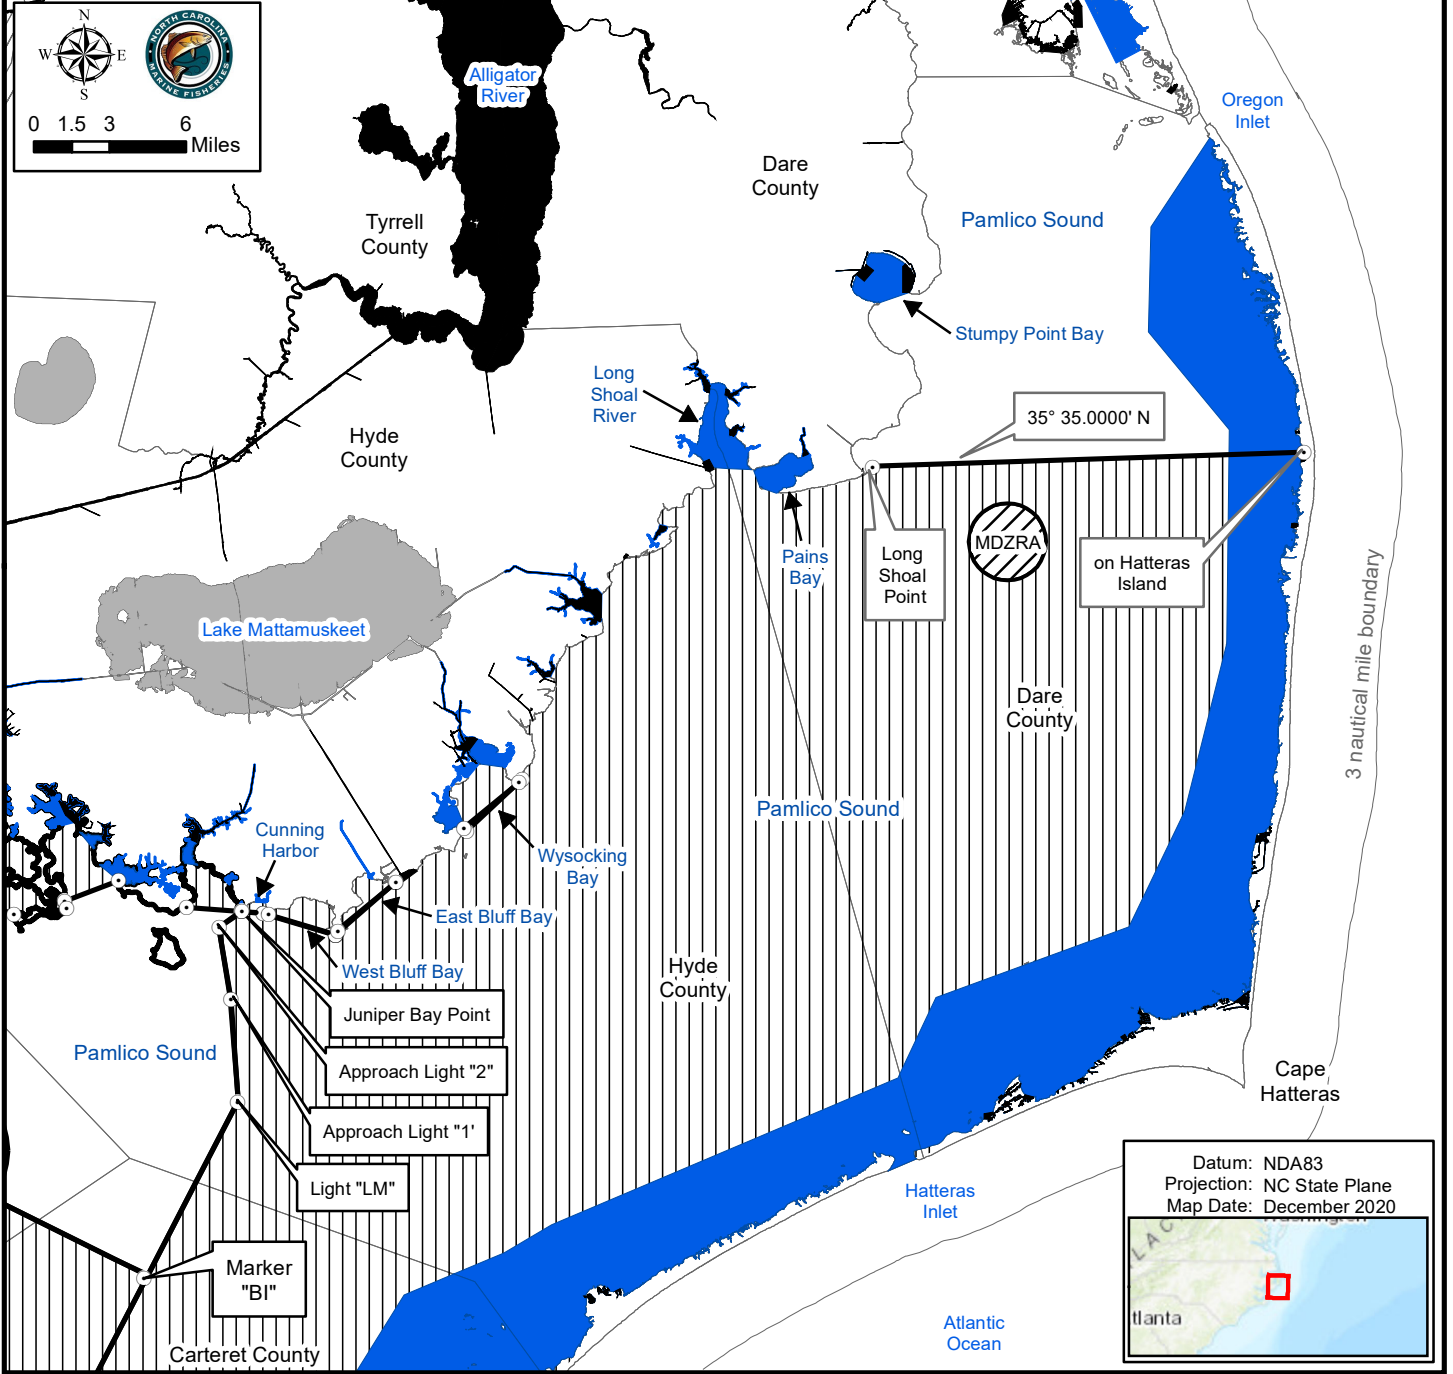 N
W
E
S
NORTH CAROLINA
MARINE FISHERIES
0 1.5 3 6
Miles
Alligator
River
Oregon
Inlet
Dare
County
Tyrrell
County
Pamlico Sound
Stumpy Point Bay
Long
Shoal
River
35° 35.0000' N
Hyde
County
MDZRA
Pains
Bay
Long
Shoal
Point
on Hatteras
Island
3 nautical mile boundary
Lake Mattamuskeet
Dare
County
Pamlico Sound
Cunning
Harbor
Wysocking
Bay
East Bluff Bay
West Bluff Bay
Hyde
County
Juniper Bay Point
Pamlico Sound
Approach Light "2"
Cape
Hatteras
Approach Light "1'
Light "LM"
Hatteras
Inlet
Marker
"BI"
Atlantic
Ocean
Carteret County
Datum: NDA83
Projection: NC State Plane
Map Date: December 2020
Washington
LAC
tlanta